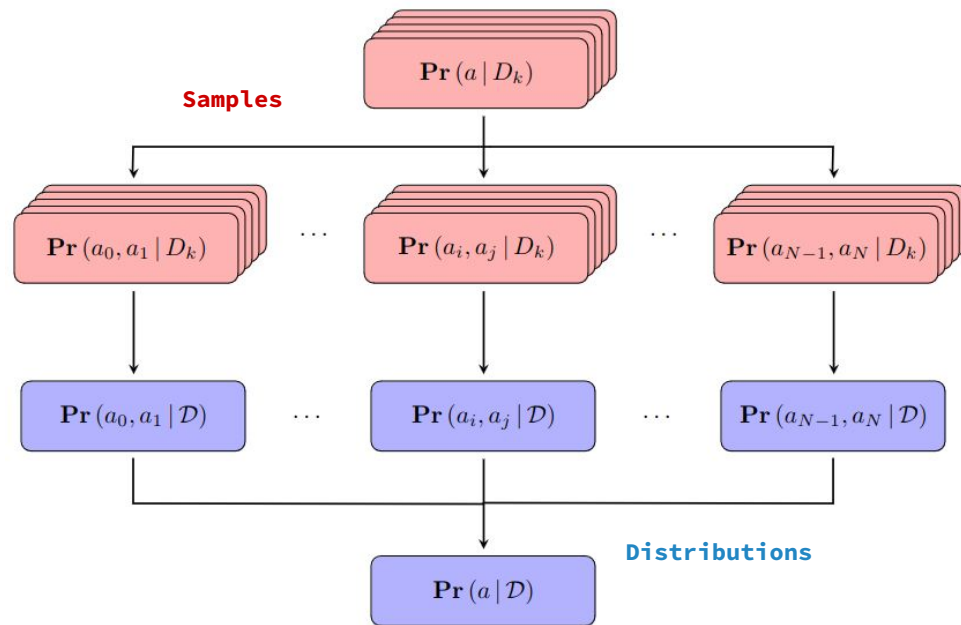 Pr (a | D_k)
Samples
Pr (a_0, a_1 | D_k) ... Pr (a_i, a_j | D_k) ... Pr (a_{N-1}, a_N | D_k)
Pr (a_0, a_1 | 𝒟) ... Pr (a_i, a_j | 𝒟) ... Pr (a_{N-1}, a_N | 𝒟)
Distributions
Pr (a | 𝒟)